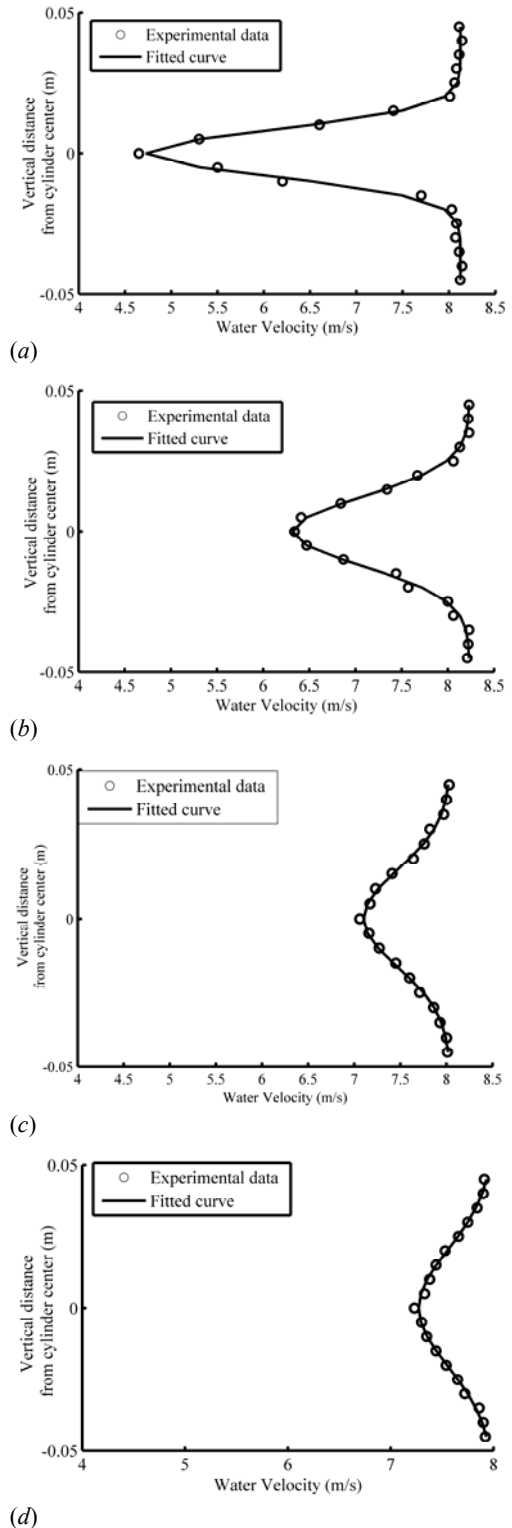 0.05
Experimental data
Fitted curve
Vertical distance
from cylinder center (m)
0
-0.05
4 4.5 5 5.5 6 6.5 7 7.5 8 8.5
Water Velocity (m/s)
(a)
0.05
Experimental data
Fitted curve
Vertical distance
from cylinder center (m)
0
-0.05
4 4.5 5 5.5 6 6.5 7 7.5 8 8.5
Water Velocity (m/s)
(b)
0.05
Experimental data
Fitted curve
Vertical distance
from cylinder center (m)
0
-0.05
4 4.5 5 5.5 6 6.5 7 7.5 8 8.5
Water Velocity (m/s)
(c)
0.05
Experimental data
Fitted curve
Vertical distance
from cylinder center (m)
0
-0.05
4 5 6 7 8
Water Velocity (m/s)
(d)